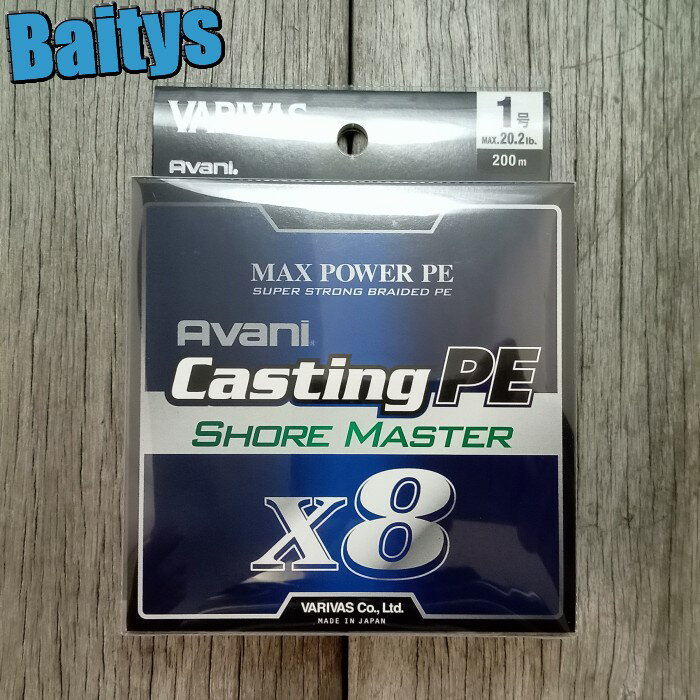 Baitys
VARIVAS
Avani
1号
MAX.20.2lb.
200m
MAX POWER PE
SUPER STRONG BRAIDED PE
Avani
Casting PE
SHORE MASTER
X8
VARIVAS Co., Ltd.
MADE IN JAPAN